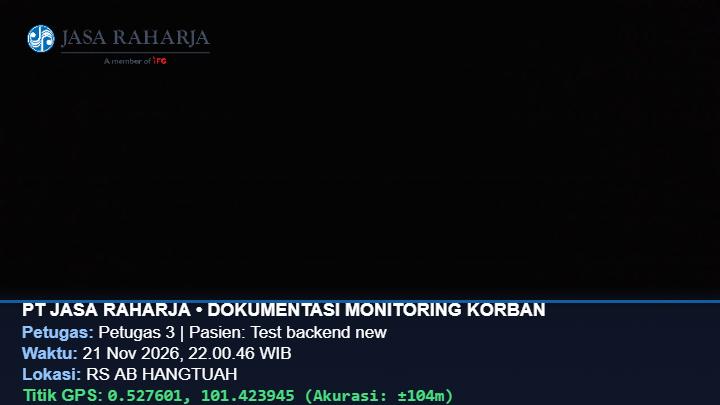 JASA RAHARJA
A member of IFG
PT JASA RAHARJA • DOKUMENTASI MONITORING KORBAN
Petugas: Petugas 3 | Pasien: Test backend new
Waktu: 21 Nov 2026, 22.00.46 WIB
Lokasi: RS AB HANGTUAH
Titik GPS: 0.527601, 101.423945 (Akurasi: ±104m)